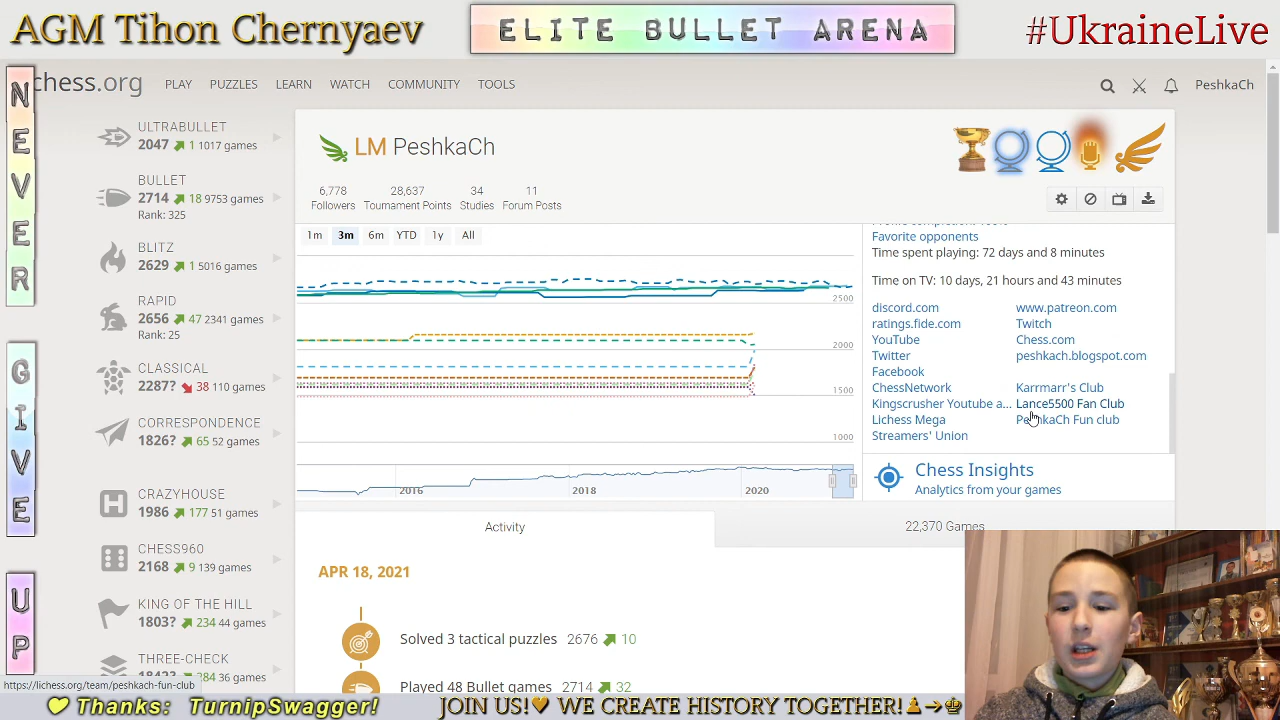 AGM Tihon Chernyaev
ELITE BULLET ARENA
#UkraineLive
NEVER
GIVE
UP
chess.org
PLAY PUZZLES LEARN WATCH COMMUNITY TOOLS
PeshkaCh
ULTRABULLET
2047 1 1017 games
BULLET
2714 18 9753 games
Rank: 325
BLITZ
2629 1 5016 games
RAPID
2656 47 2341 games
Rank: 25
CLASSICAL
2287? 38 110 games
CORRESPONDENCE
1826? 65 52 games
CRAZYHOUSE
1986 177 51 games
CHESS960
2168 9 139 games
KING OF THE HILL
1803? 234 44 games
THREE-CHECK
284 36 games
LM PeshkaCh
6,778 28,637 34 11
Followers Tournament Points Studies Forum Posts
1m 3m 6m YTD 1y All
2500
2000
1500
1000
2016 2018 2020
Favorite opponents
Time spent playing: 72 days and 8 minutes
Time on TV: 10 days, 21 hours and 43 minutes
discord.com www.patreon.com
ratings.fide.com Twitch
YouTube Chess.com
Twitter peshkach.blogspot.com
Facebook
ChessNetwork Karrmarr's Club
Kingscrusher Youtube a... Lance5500 Fan Club
Lichess Mega PeshkaCh Fun club
Streamers' Union
Chess Insights
Analytics from your games
Activity 22,370 Games
APR 18, 2021
Solved 3 tactical puzzles 2676 10
Played 48 Bullet games 2714 32
https://lichess.org/team/peshkach-fun-club
Thanks: TurnipSwagger! JOIN US! WE CREATE HISTORY TOGETHER!